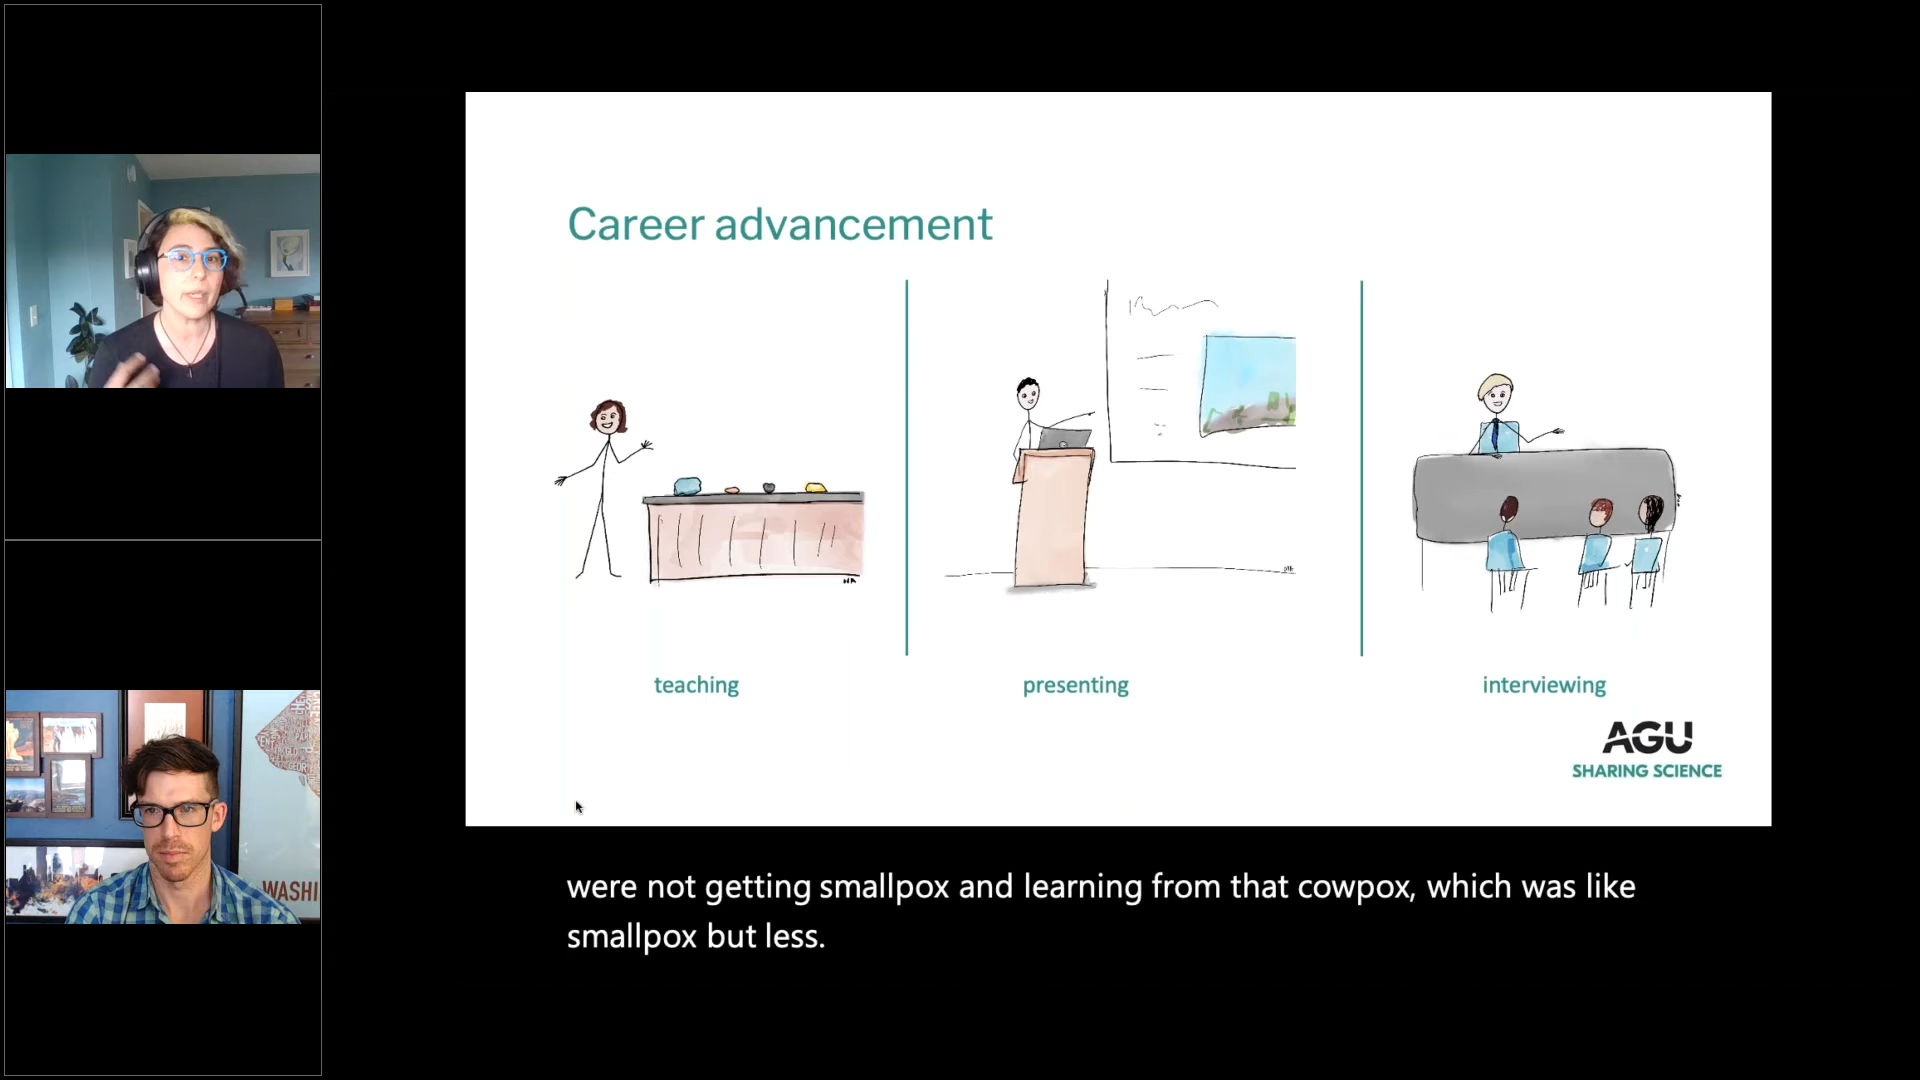 Career advancement
teaching
presenting
interviewing
AGU
SHARING SCIENCE
were not getting smallpox and learning from that cowpox, which was like
smallpox but less.
WASHI